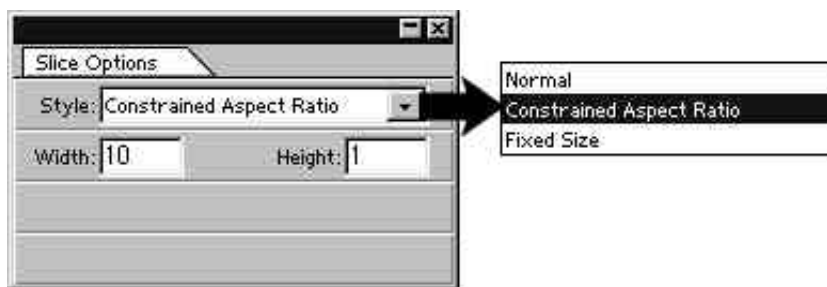 Slice Options
Style: Constrained Aspect Ratio
Width: 10 Height: 1
Normal
Constrained Aspect Ratio
Fixed Size